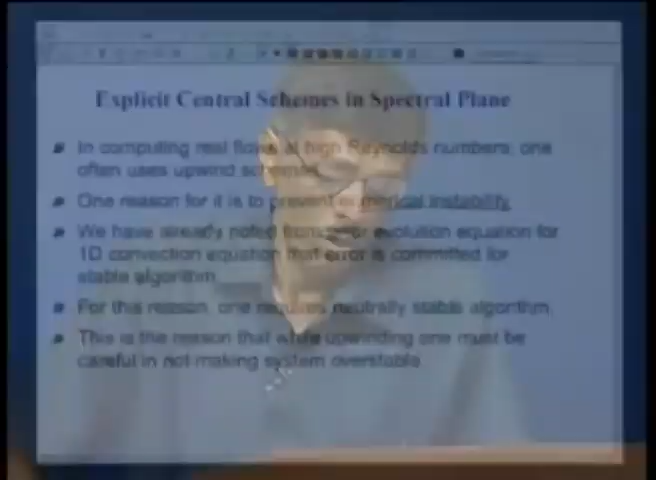 Explicit Central Schemes in Spectral Plane
In computing real flows at high Reynolds numbers, one
often uses upwind schemes.
One reason for it is to prevent numerical instability.
We have already noted from error evolution equation for
1D convection equation that error is committed for
stable algorithm.
For this reason, one requires neutrally stable algorithm.
This is the reason that while upwinding one must be
careful in not making system overstable.